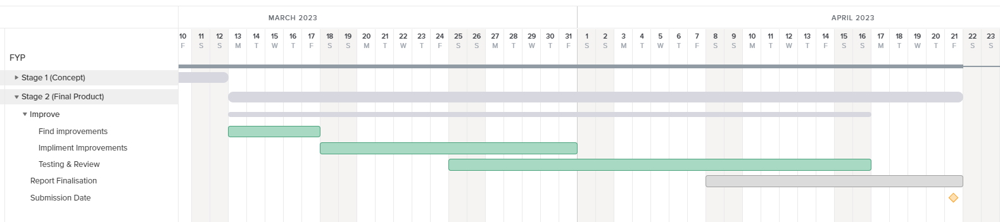 MARCH 2023 APRIL 2023
10 11 12 13 14 15 16 17 18 19 20 21 22 23 24 25 26 27 28 29 30 31 1 2 3 4 5 6 7 8 9 10 11 12 13 14 15 16 17 18 19 20 21 22 23
F S S M T W T F S S M T W T F S S M T W T F S S M T W T F S S M T W T F S S M T W T F S S
FYP
Stage 1 (Concept)
Stage 2 (Final Product)
Improve
Find improvements
Impliment Improvements
Testing & Review
Report Finalisation
Submission Date